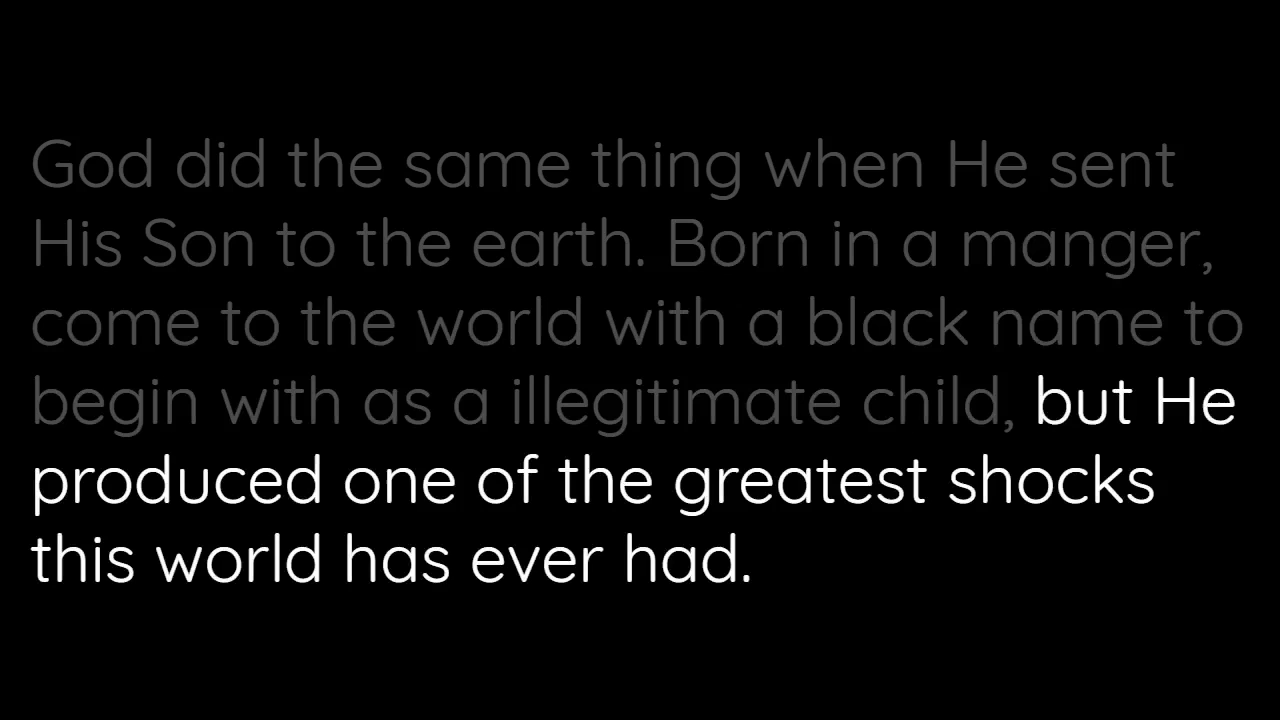 God did the same thing when He sent
His Son to the earth. Born in a manger,
come to the world with a black name to
begin with as a illegitimate child, but He
produced one of the greatest shocks
this world has ever had.